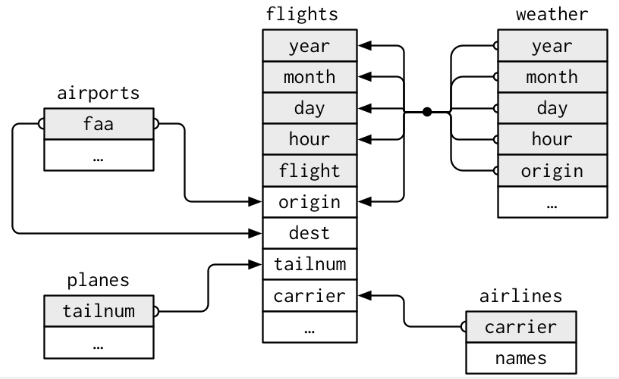 flights
year
month
day
hour
flight
origin
dest
tailnum
carrier
…
weather
year
month
day
hour
origin
…
airports
faa
…
planes
tailnum
…
airlines
carrier
names